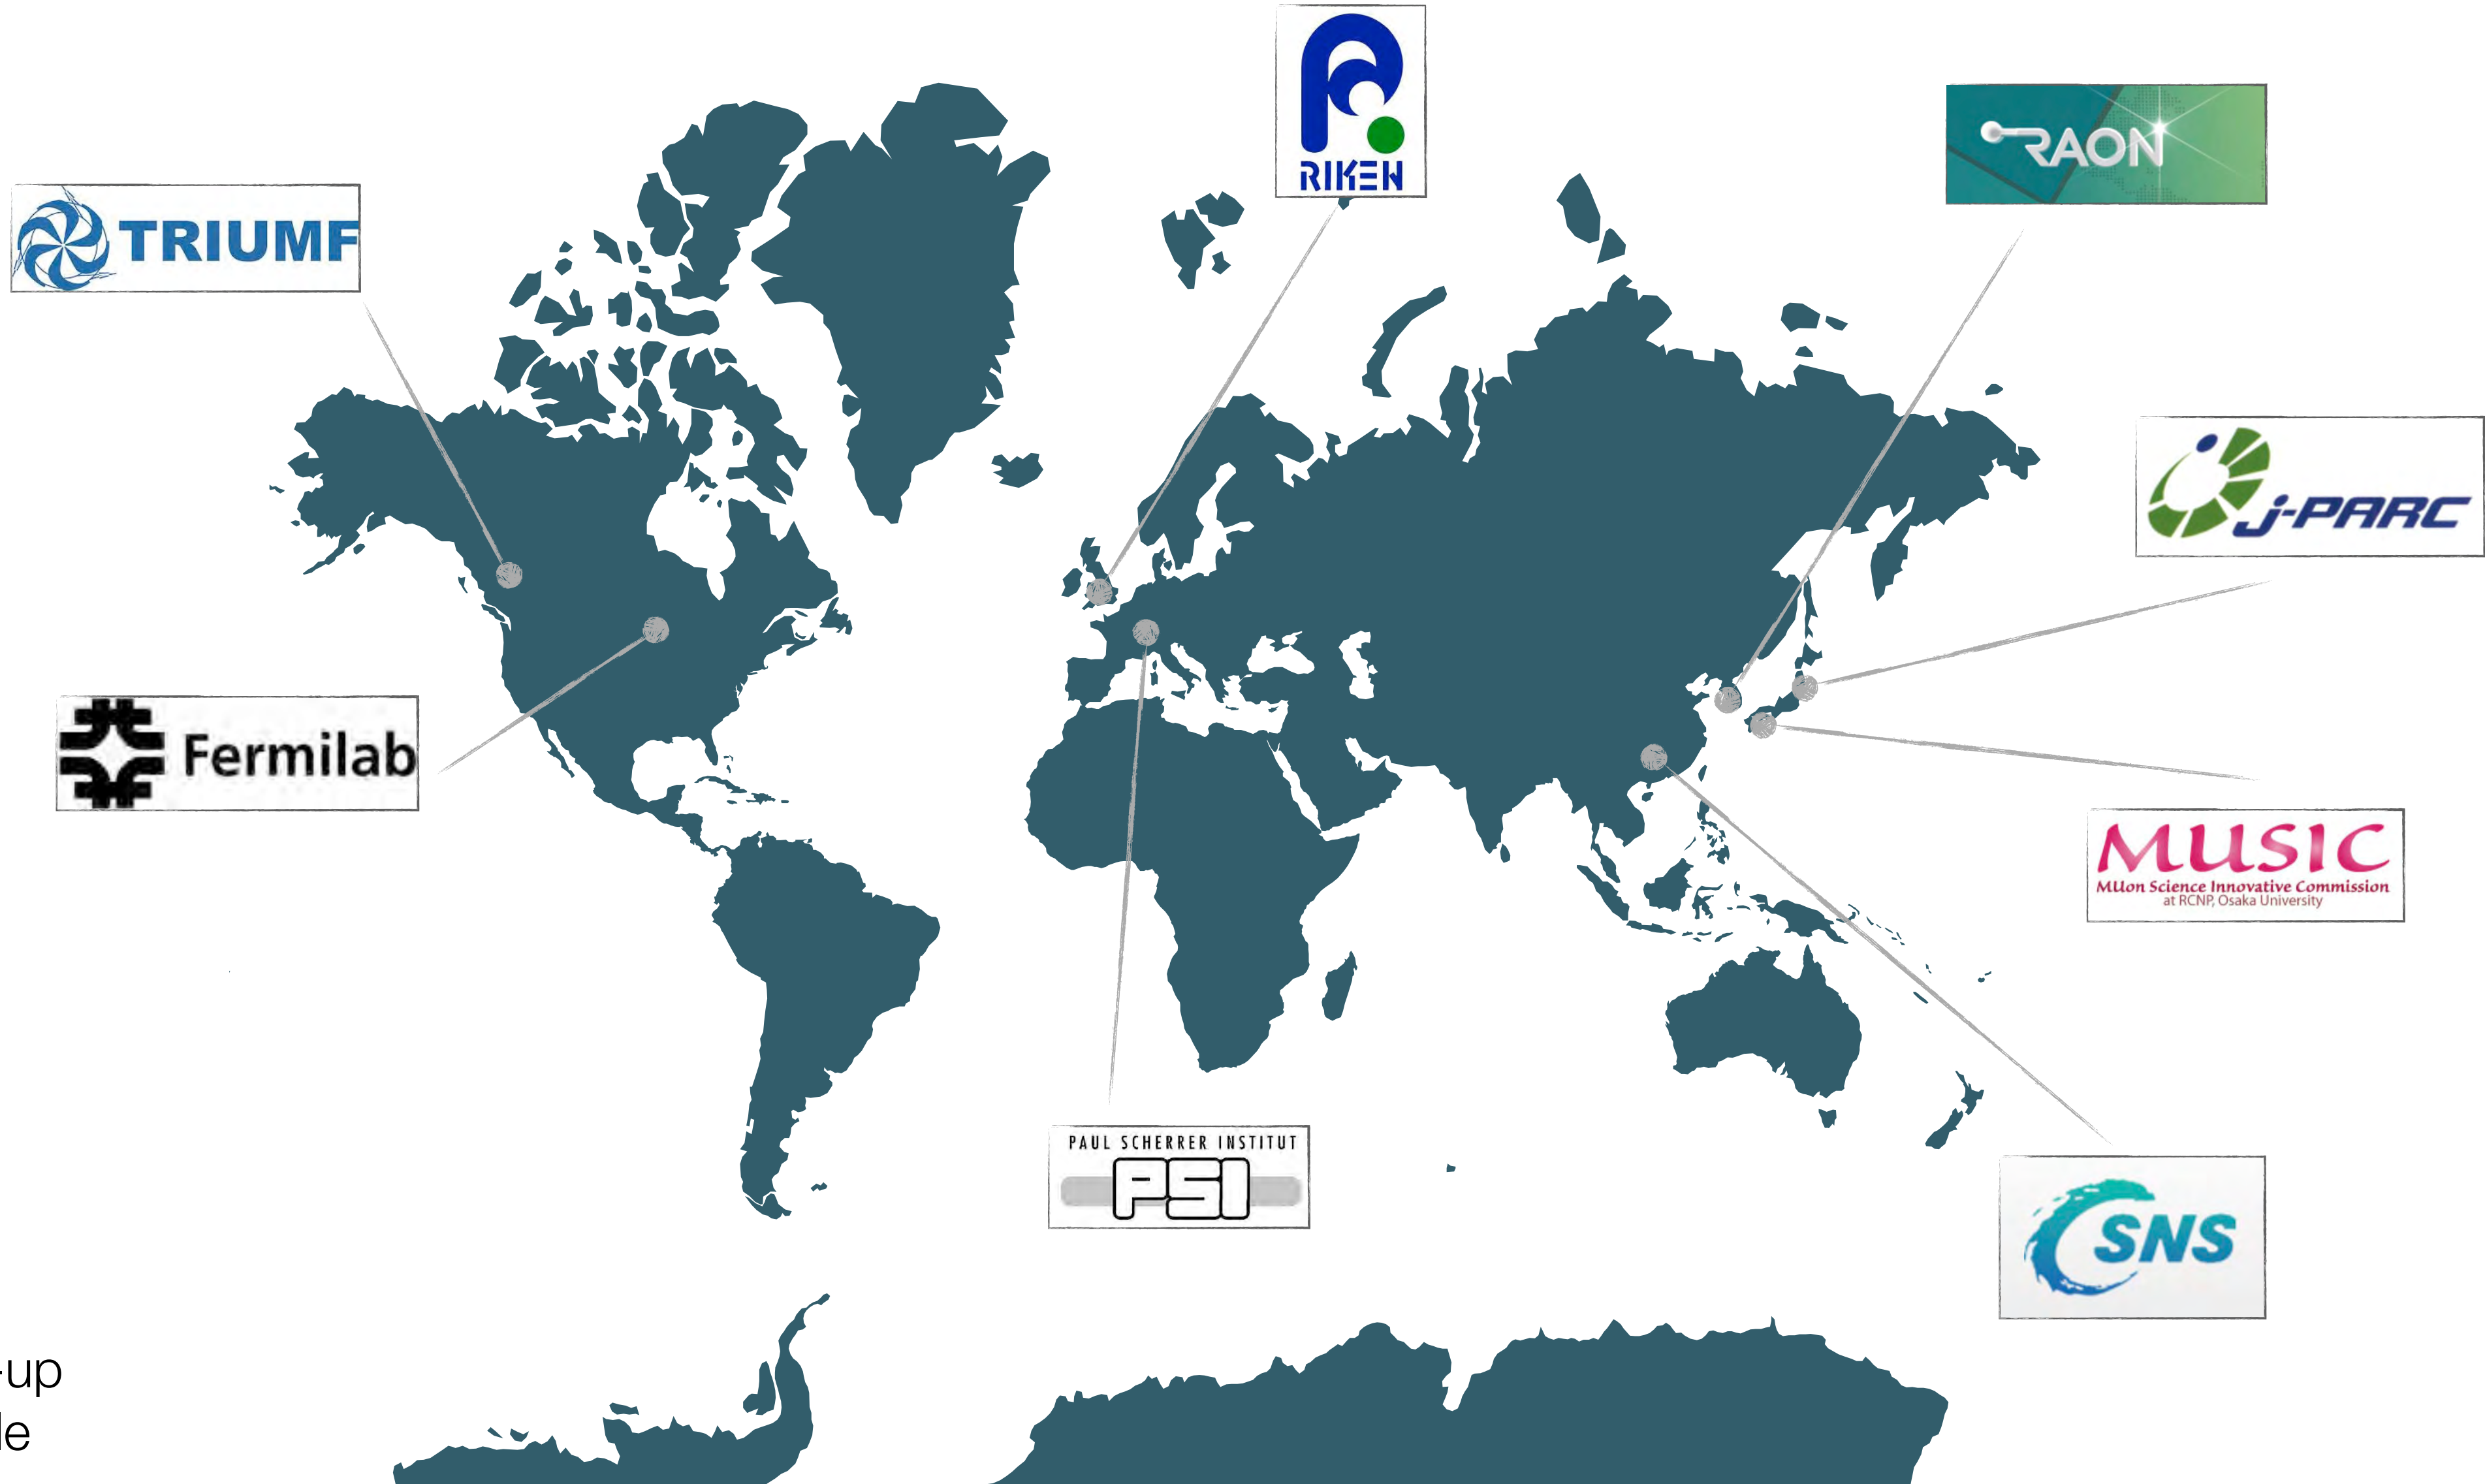 RIKEN
RAON
TRIUMF
j-PARC
Fermilab
MUSIC
MUon Science Innovative Commission
at RCNP, Osaka University
PAUL SCHERRER INSTITUT
PSI
CSNS
-up
le